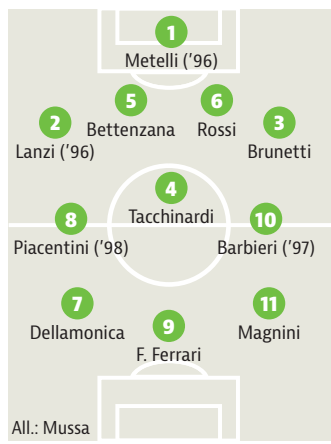 1
Metelli ('96)
5
6
Bettenzana
Rossi
2
3
Lanzi ('96)
Brunetti
4
Tacchinardi
8
10
Piacentini ('98)
Barbieri ('97)
7
11
Dellamonica
Magnini
9
F. Ferrari
All.: Mussa